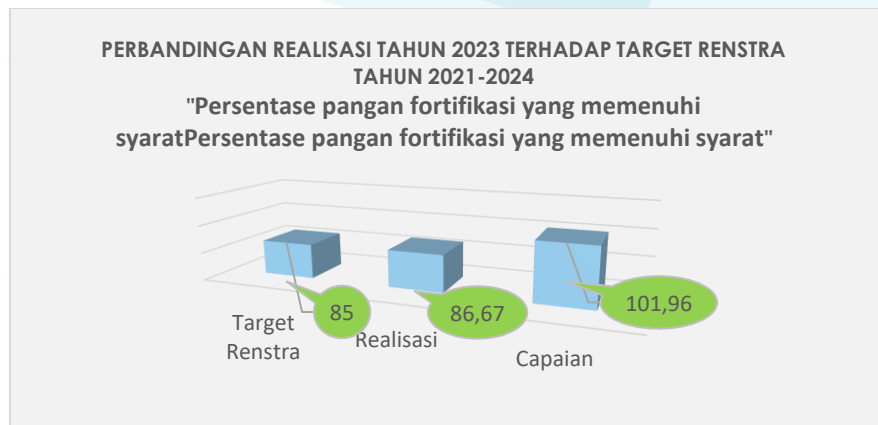 PERBANDINGAN REALISASI TAHUN 2023 TERHADAP TARGET RENSTRA
TAHUN 2021-2024
"Persentase pangan fortifikasi yang memenuhi
syaratPersentase pangan fortifikasi yang memenuhi syarat"
85
86,67
101,96
Target
Renstra
Realisasi
Capaian